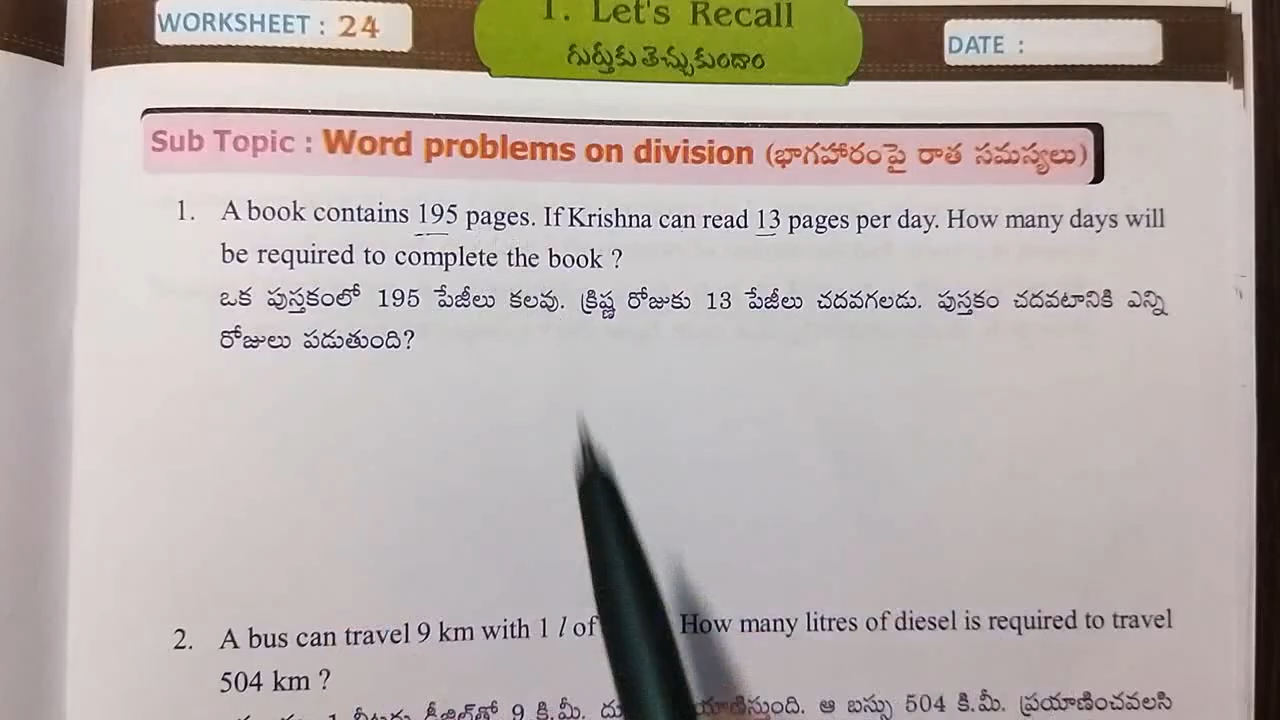 WORKSHEET : 24
1. Let's Recall
గుర్తుకు తెచ్చుకుందాం
DATE :
Sub Topic : Word problems on division (భాగహారంపై రాత సమస్యలు)
1. A book contains 195 pages. If Krishna can read 13 pages per day. How many days will
be required to complete the book ?
ఒక పుస్తకంలో 195 పేజీలు కలవు. క్రిష్ణ రోజుకు 13 పేజీలు చదవగలడు. పుస్తకం చదవటానికి ఎన్ని
రోజులు పడుతుంది?
2. A bus can travel 9 km with 1 l of How many litres of diesel is required to travel
504 km ?
1 లీటరు డీజిల్‌తో 9 కి.మీ. ఆ బస్సు 504 కి.మీ. ప్రయాణించవలసి